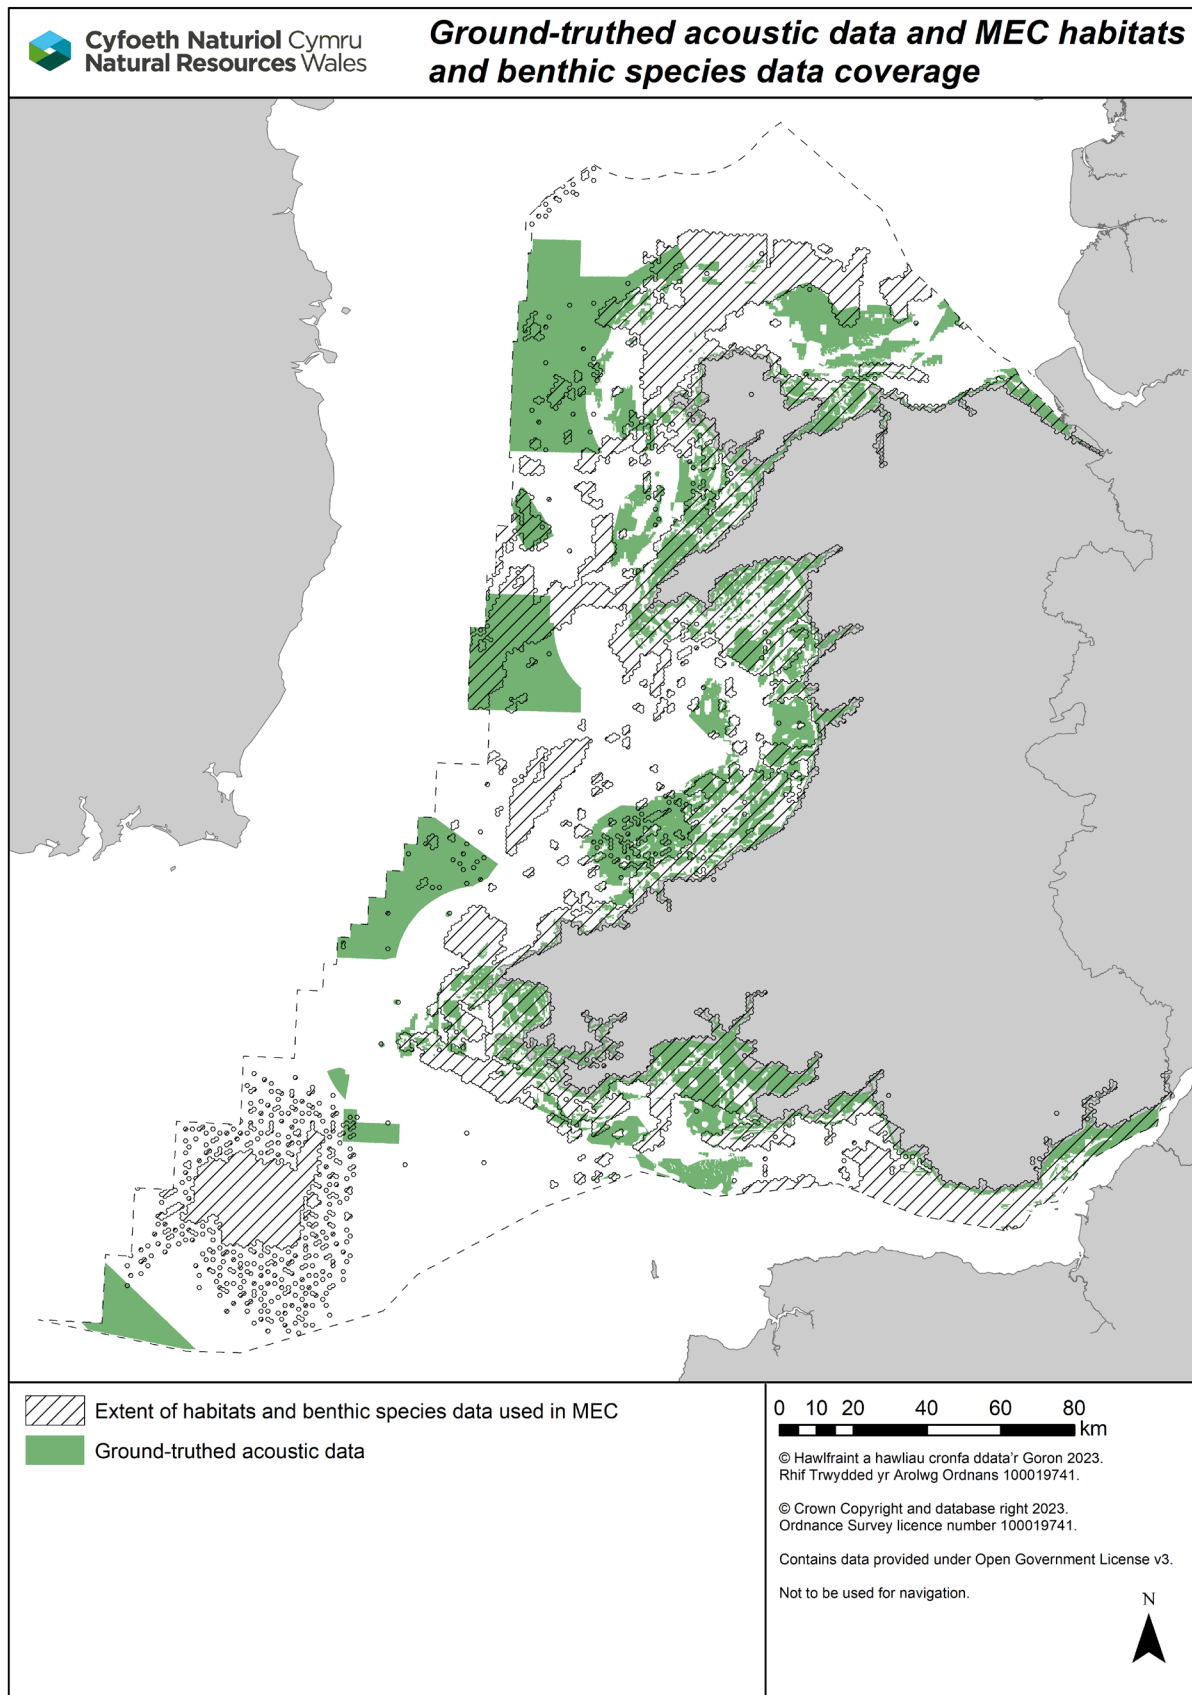 Cyfoeth Naturiol Cymru
Natural Resources Wales
Ground-truthed acoustic data and MEC habitats
and benthic species data coverage
Extent of habitats and benthic species data used in MEC
Ground-truthed acoustic data
0 10 20 40 60 80
km
© Hawlfraint a hawliau cronfa ddata'r Goron 2023.
Rhif Trwydded yr Arolwg Ordnans 100019741.
© Crown Copyright and database right 2023.
Ordnance Survey licence number 100019741.
Contains data provided under Open Government License v3.
Not to be used for navigation.
N